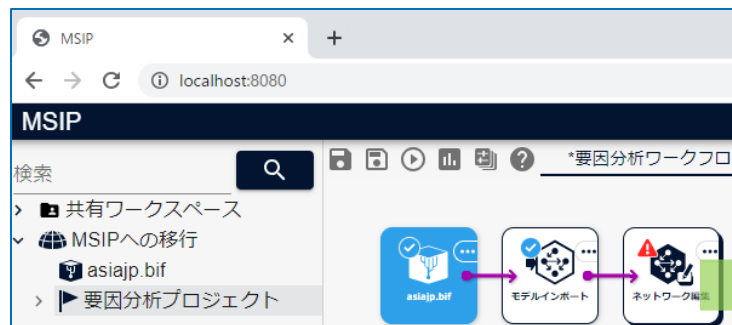 MSIP
localhost:8080
MSIP
検索
*要因分析ワークフロ
共有ワークスペース
MSIPへの移行
asiajp.bif
要因分析プロジェクト
asiajp.bif
モデルインポート
ネットワーク編集